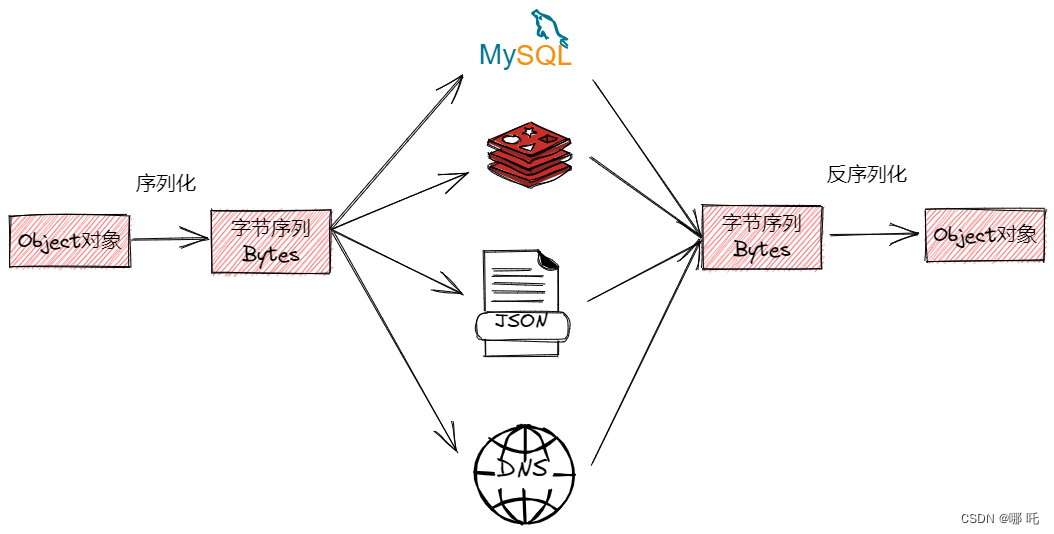 MySQL
序列化
反序列化
Object对象
字节序列
Bytes
字节序列
Bytes
Object对象
JSON
DNS
CSDN @哪 吒